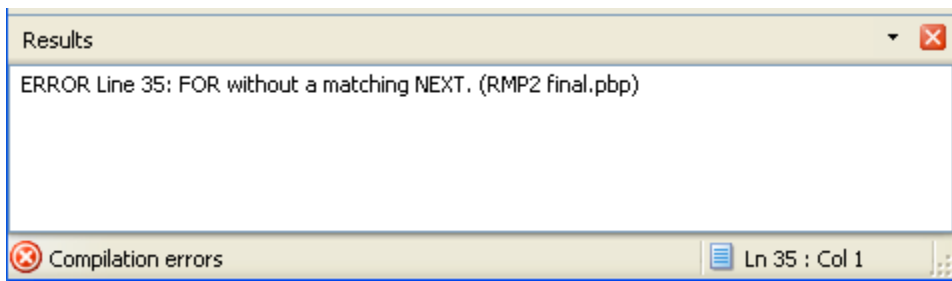 Results
ERROR Line 35: FOR without a matching NEXT. (RMP2 final.pbp)
Compilation errors
Ln 35 : Col 1